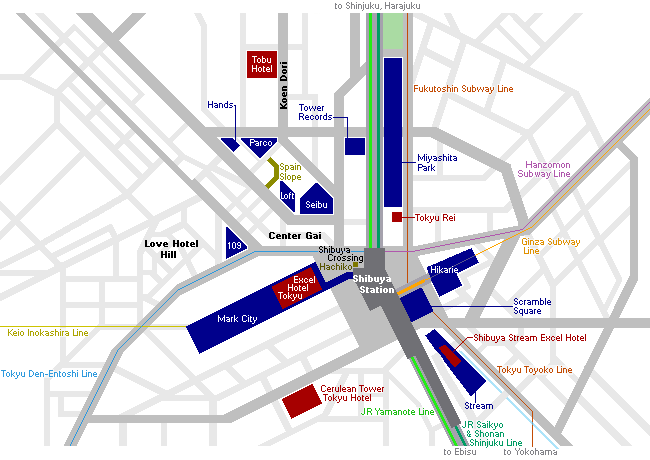 to Shinjuku, Harajuku
Tobu
Hotel
Koen Dori
Fukutoshin Subway Line
Hands
Tower
Records
Parco
Miyashita
Park
Hanzomon
Subway Line
Spain
Slope
Loft
Seibu
Tokyu Rei
Center Gai
109
Love Hotel
Hill
Shibuya
Crossing
Hachiko
Ginza Subway
Line
Hikarie
Shibuya
Station
Excel
Hotel
Tokyu
Mark City
Scramble
Square
Keio Inokashira Line
Shibuya Stream Excel Hotel
Tokyu Den-Entoshi Line
Tokyu Toyoko Line
Cerulean Tower
Tokyu Hotel
Stream
JR Yamanote Line
JR Saikyo
& Shonan
Shinjuku Line
to Ebisu
to Yokohama